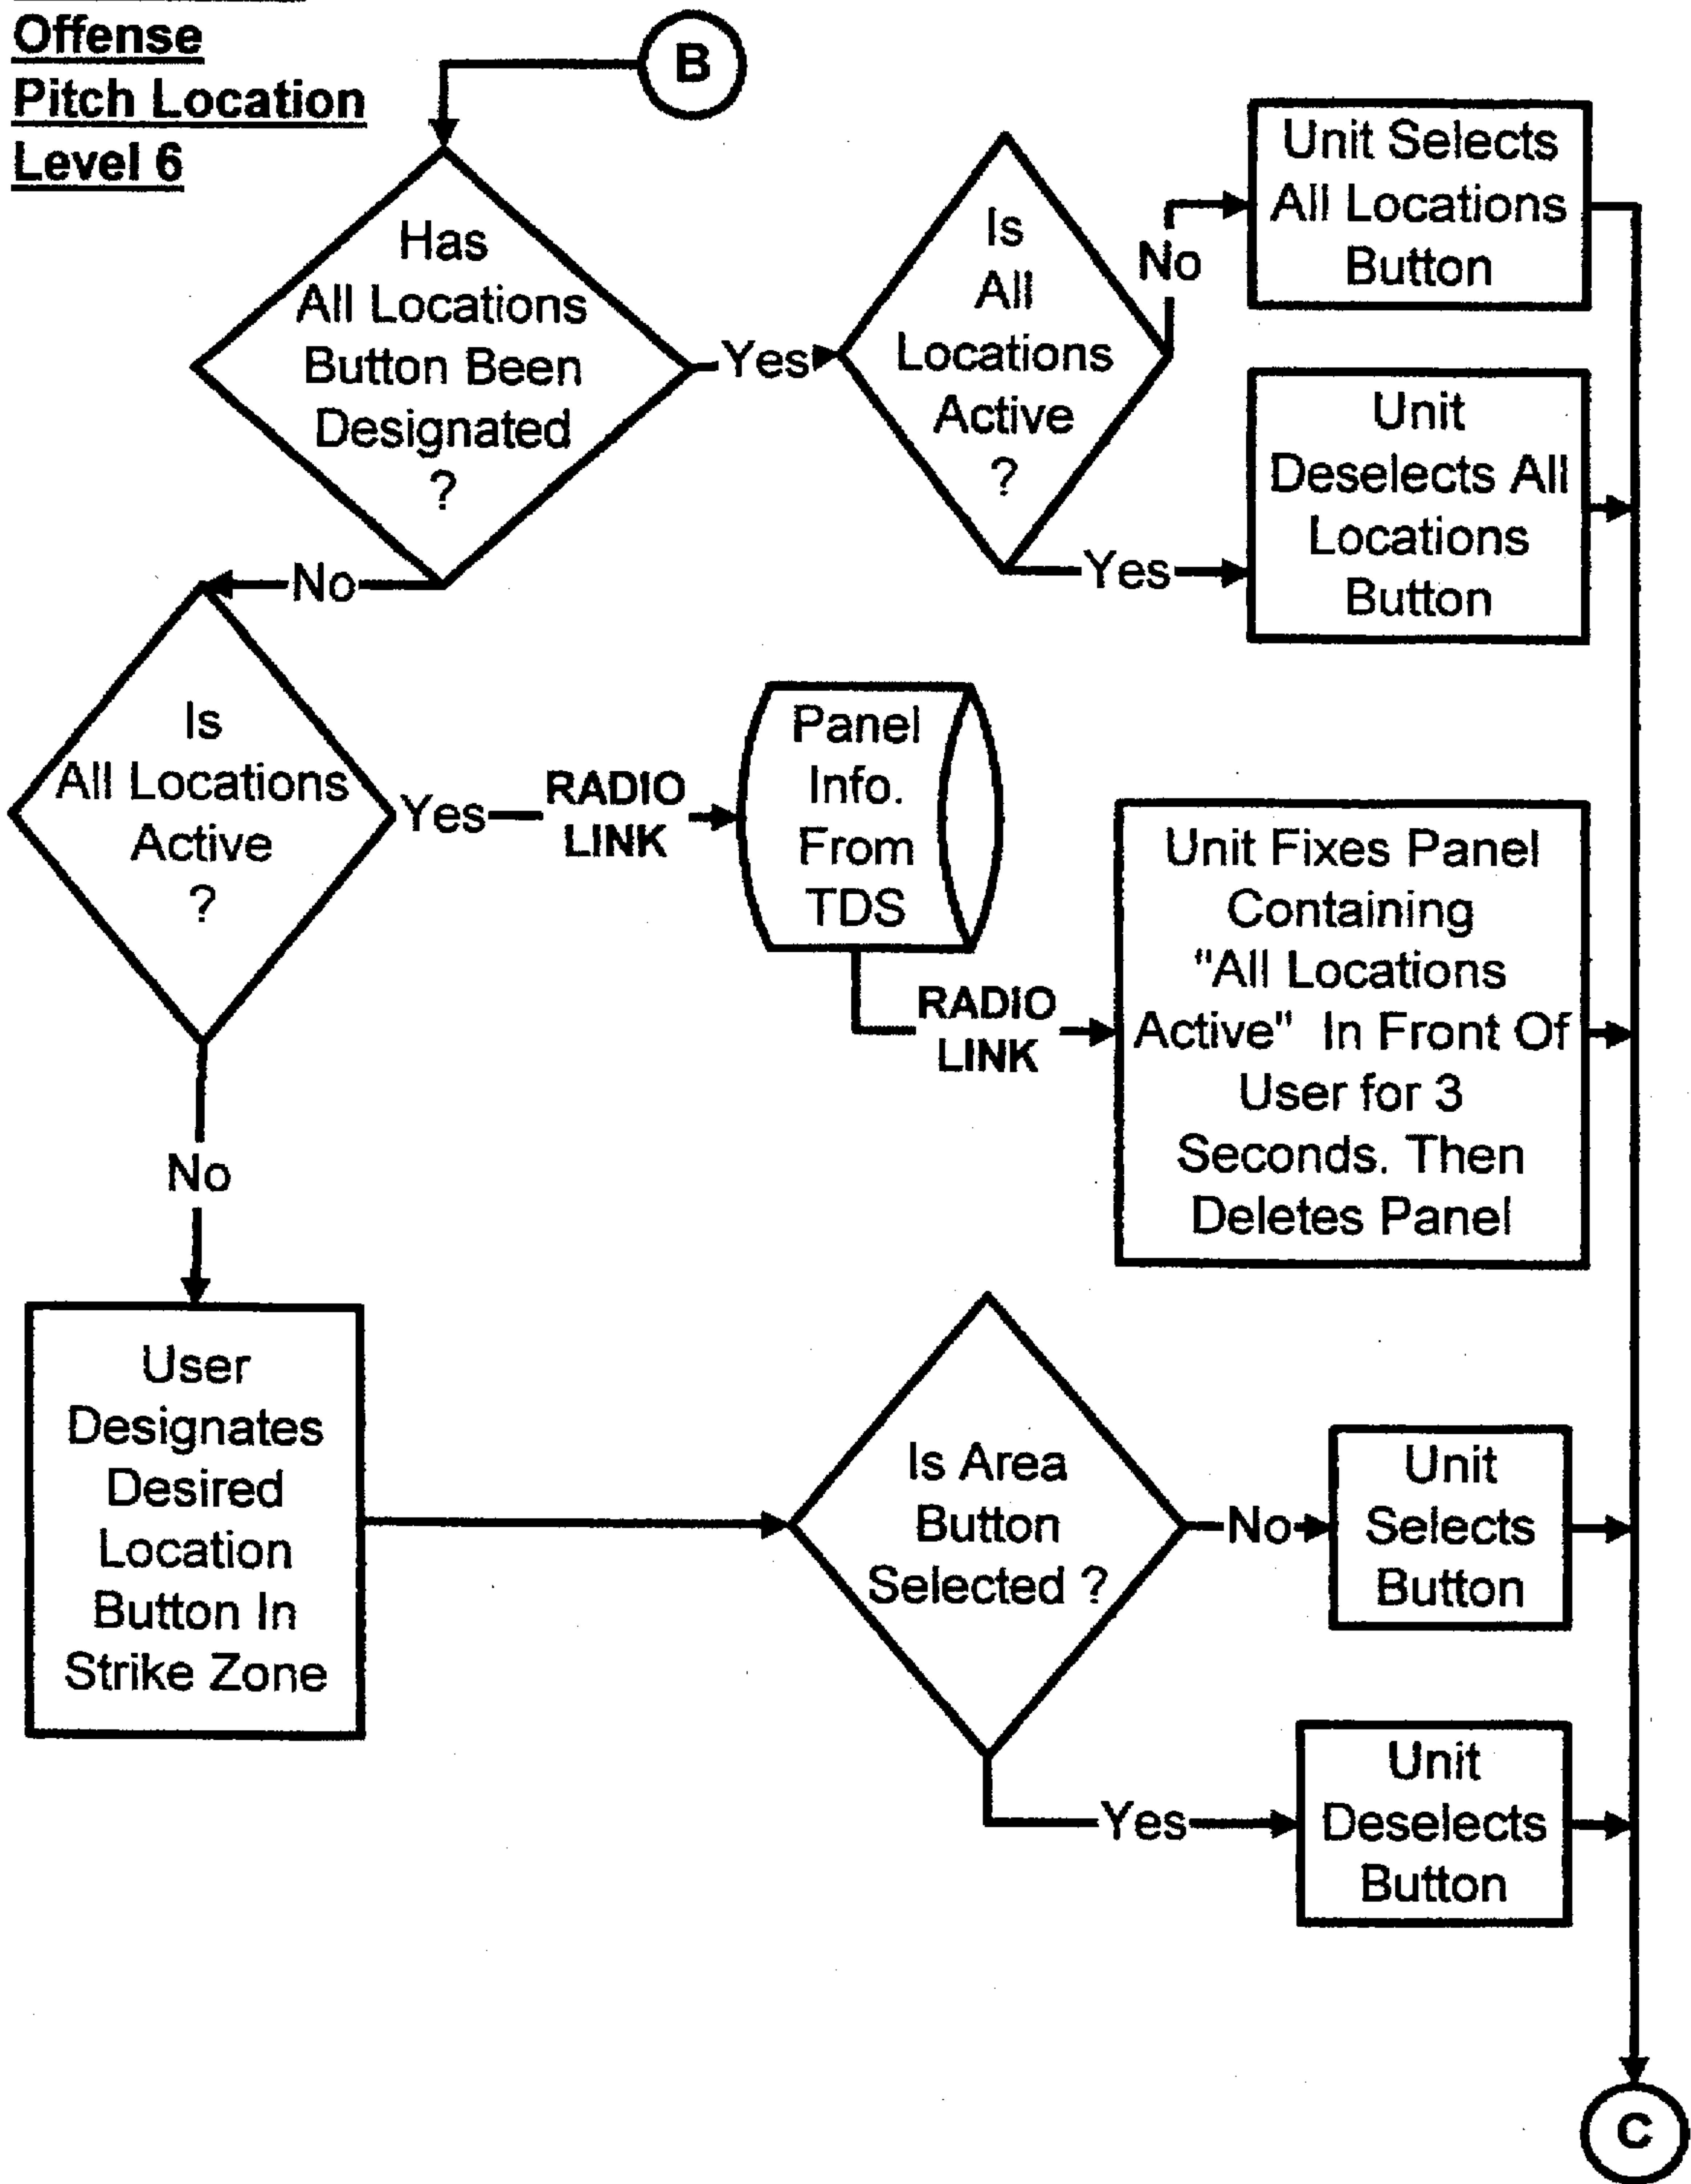 Offense
Pitch Location
Level 6
B
Has
All Locations
Button Been
Designated
?
Yes
Is
All
Locations
Active
?
No
Unit Selects
All Locations
Button
Yes
Unit
Deselects All
Locations
Button
No
Is
All Locations
Active
?
Yes
RADIO
LINK
Panel
Info.
From
TDS
RADIO
LINK
Unit Fixes Panel
Containing
"All Locations
Active" In Front Of
User for 3
Seconds. Then
Deletes Panel
No
User
Designates
Desired
Location
Button In
Strike Zone
Is Area
Button
Selected ?
No
Unit
Selects
Button
Yes
Unit
Deselects
Button
C